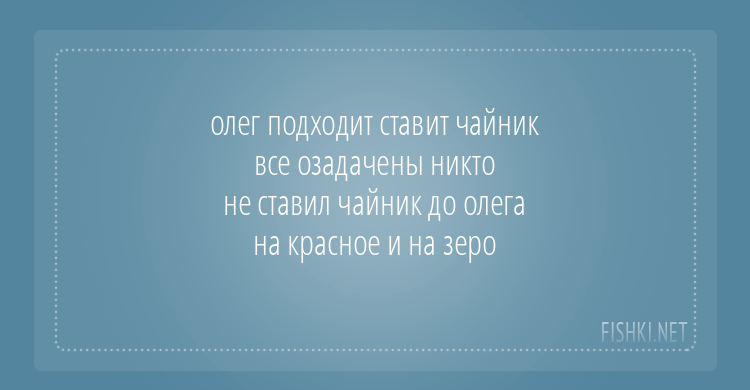 олег подходит ставит чайник
все озадачены никто
не ставил чайник до олега
на красное и на зеро
FISHKI.NET